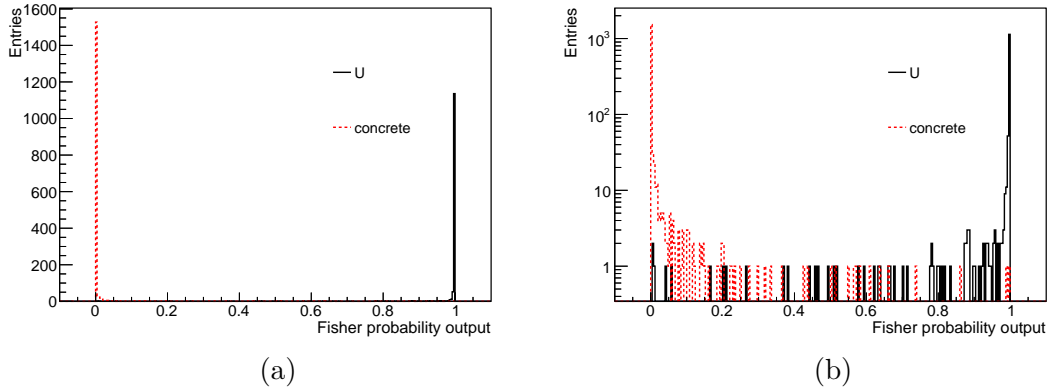 Entries
1600
1400
1200
1000
800
600
400
200
0
0 0.2 0.4 0.6 0.8 1
Fisher probability output
U
concrete
(a)
Entries
10³
10²
10
1
0 0.2 0.4 0.6 0.8 1
Fisher probability output
U
concrete
(b)